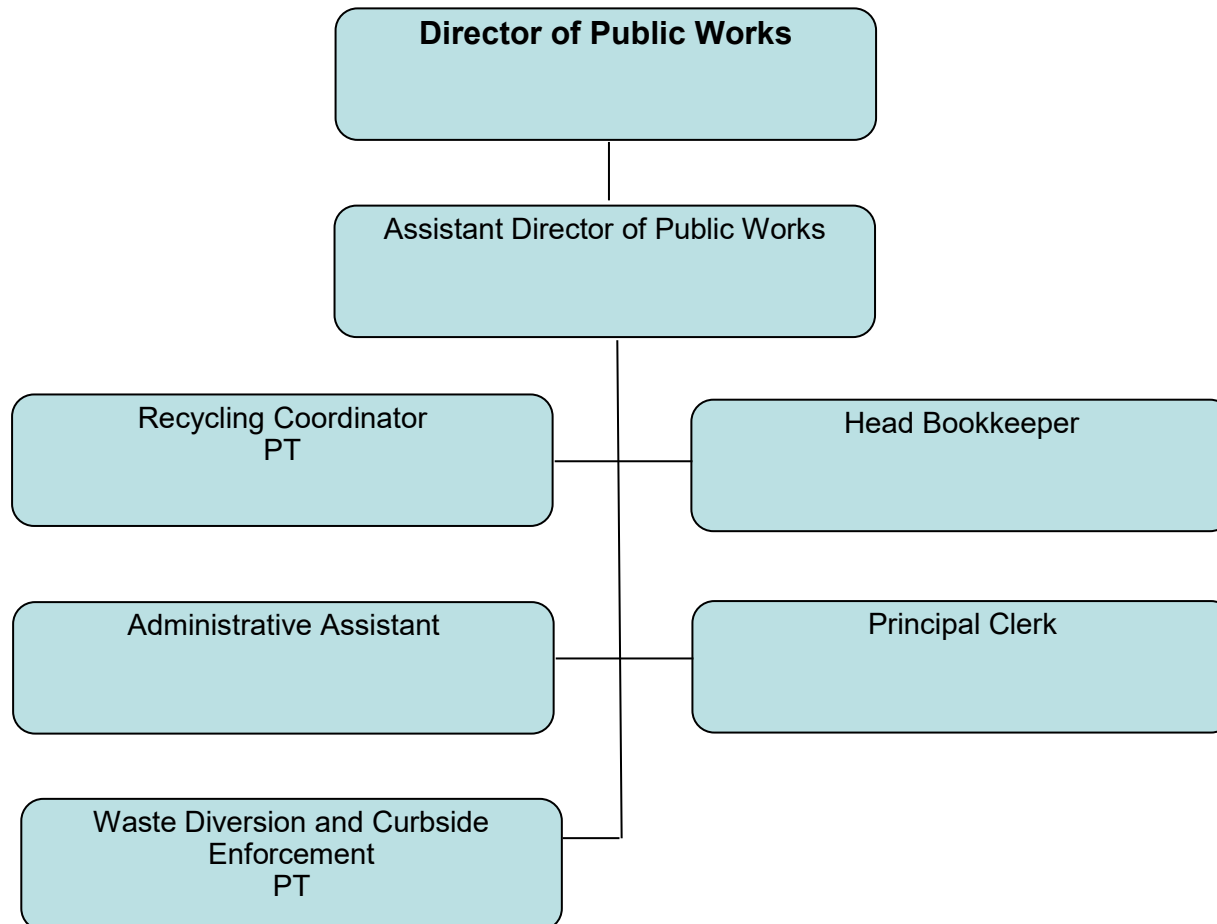 Director of Public Works
Assistant Director of Public Works
Recycling Coordinator
PT
Head Bookkeeper
Administrative Assistant
Principal Clerk
Waste Diversion and Curbside
Enforcement
PT